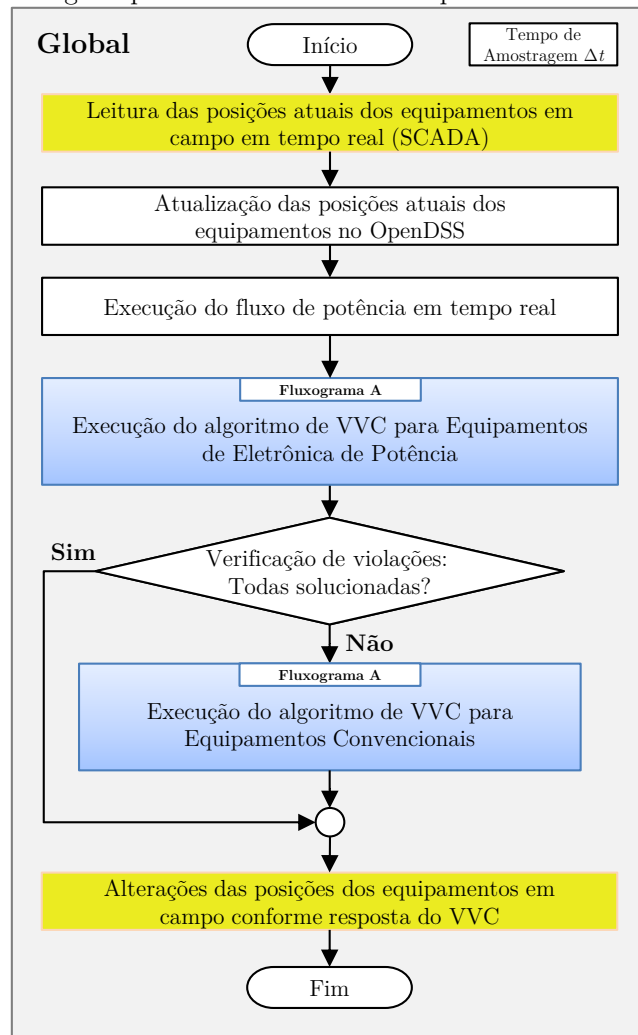 Global
Início
Tempo de
Amostragem Δt
Leitura das posições atuais dos equipamentos em
campo em tempo real (SCADA)
Atualização das posições atuais dos
equipamentos no OpenDSS
Execução do fluxo de potência em tempo real
Fluxograma A
Execução do algoritmo de VVC para Equipamentos
de Eletrônica de Potência
Sim
Verificação de violações:
Todas solucionadas?
Não
Fluxograma A
Execução do algoritmo de VVC para
Equipamentos Convencionais
Alterações das posições dos equipamentos em
campo conforme resposta do VVC
Fim